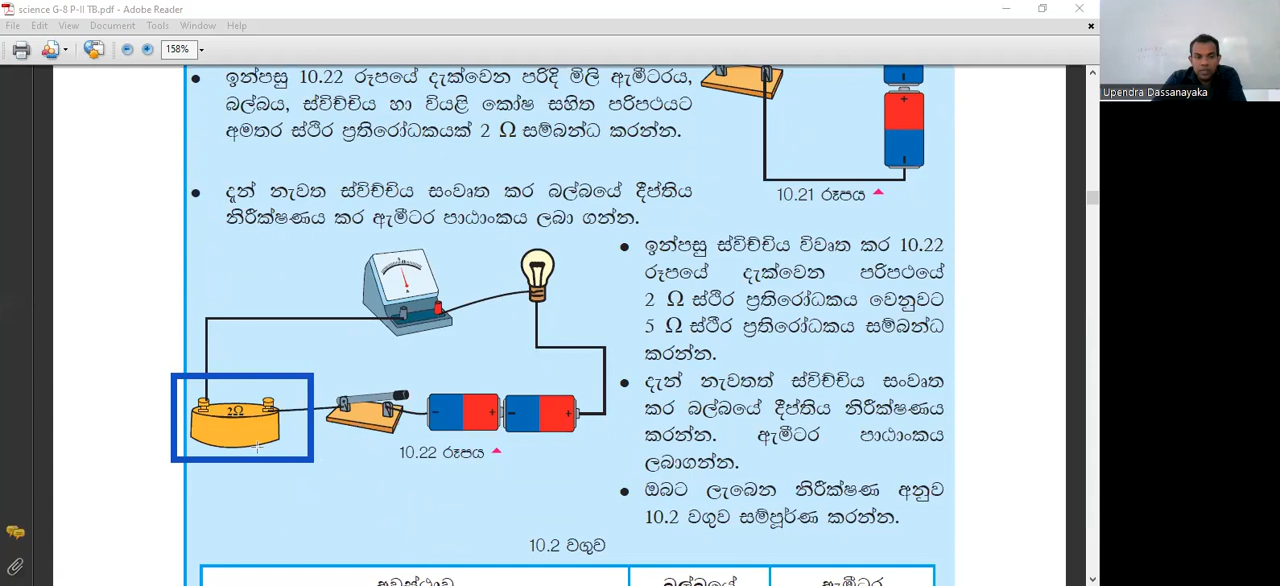 science G-8 P-II TB.pdf - Adobe Reader
File Edit View Document Tools Window Help
158%
Upendra Dassanayaka
ඉන්පසු 10.22 රූපයේ දැක්වෙන පරිදි මිලි ඇමීටරය,
බල්බය, ස්විච්චිය හා වියළි කෝෂ සහිත පරිපථයට
අමතර ස්ථිර ප්‍රතිරෝධකයක් 2 Ω සම්බන්ධ කරන්න.
10.21 රූපය
දැන් නැවත ස්විච්චිය සංවෘත කර බල්බයේ දීප්තිය
නිරීක්ෂණය කර ඇමීටර පාඨාංකය ලබා ගන්න.
2Ω
10.22 රූපය
ඉන්පසු ස්විච්චිය විවෘත කර 10.22
රූපයේ දැක්වෙන පරිපථයේ
2 Ω ස්ථිර ප්‍රතිරෝධකය වෙනුවට
5 Ω ස්ථිර ප්‍රතිරෝධකය සම්බන්ධ
කරන්න.
දැන් නැවතත් ස්විච්චිය සංවෘත
කර බල්බයේ දීප්තිය නිරීක්ෂණය
කරන්න. ඇමීටර පාඨාංකය
ලබාගන්න.
ඔබට ලැබෙන නිරීක්ෂණ අනුව
10.2 වගුව සම්පූර්ණ කරන්න.
10.2 වගුව
අවස්ථාව බල්බයේ ඇමීටර